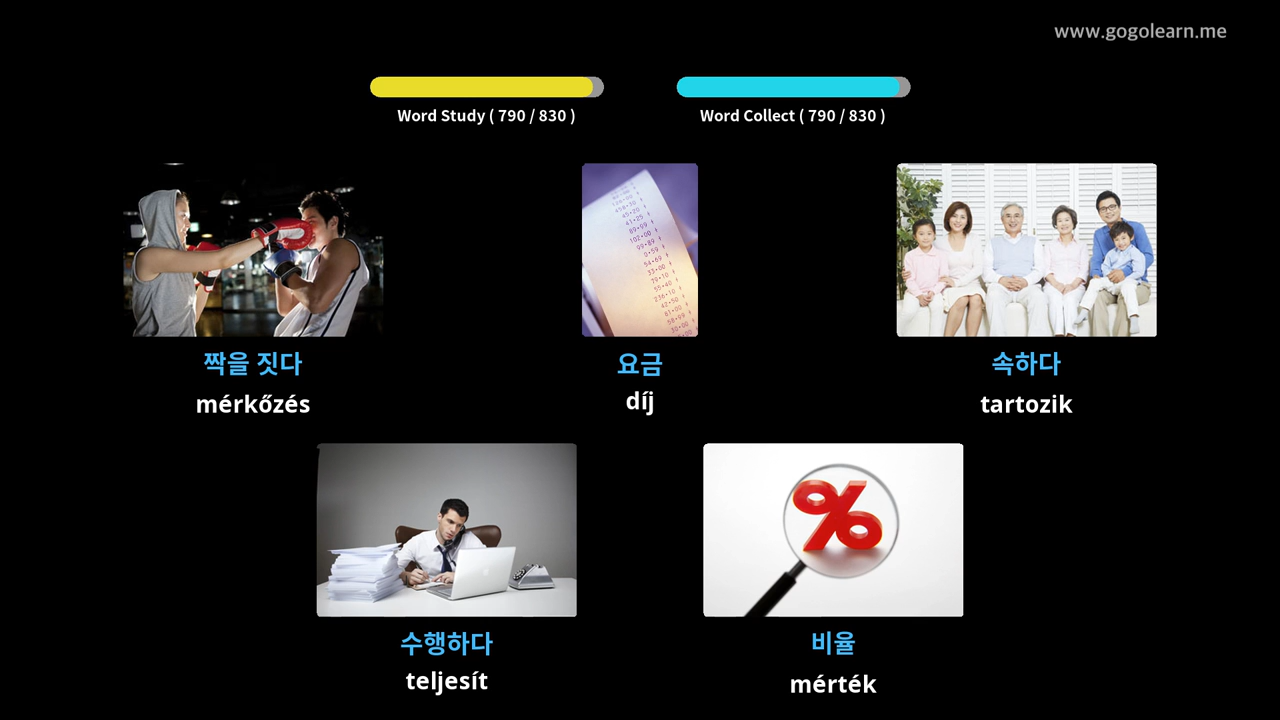 www.gogolearn.me
Word Study ( 790 / 830 )
Word Collect ( 790 / 830 )
짝을 짓다
mérkőzés
요금
díj
속하다
tartozik
수행하다
teljesít
비율
mérték